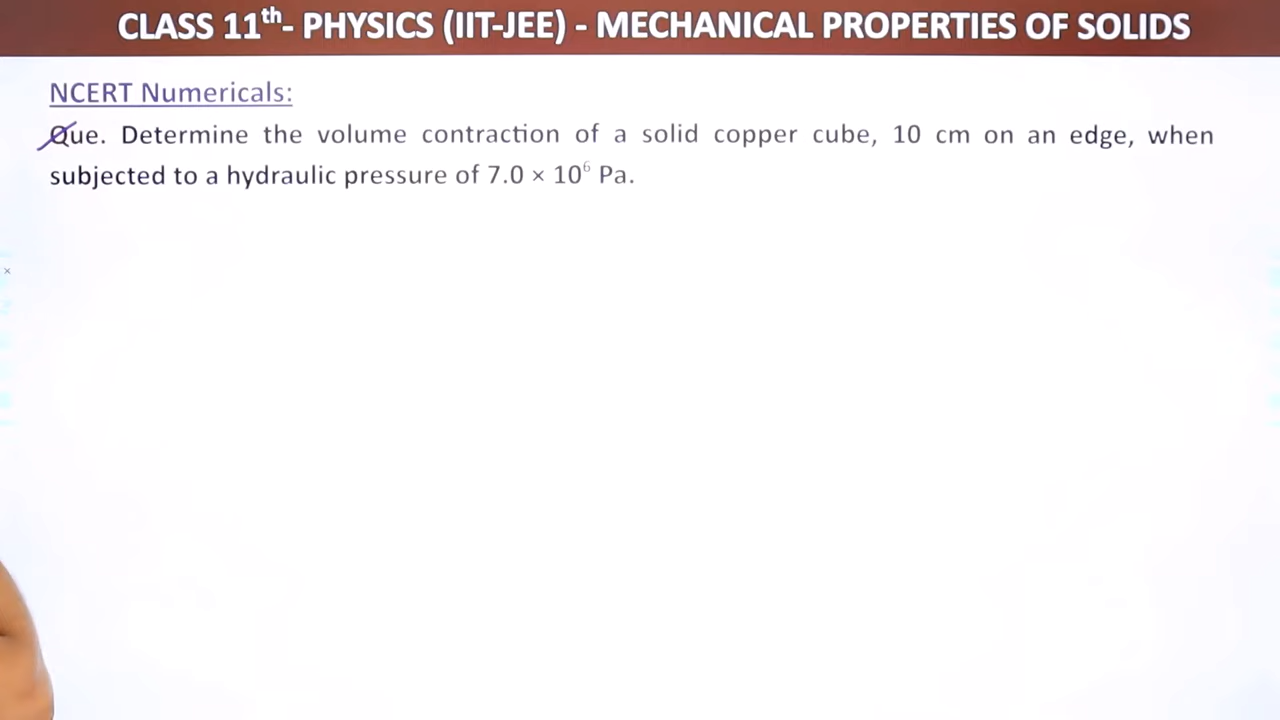 CLASS 11th- PHYSICS (IIT-JEE) - MECHANICAL PROPERTIES OF SOLIDS
NCERT Numericals:
Que. Determine the volume contraction of a solid copper cube, 10 cm on an edge, when
subjected to a hydraulic pressure of 7.0 × 10⁶ Pa.